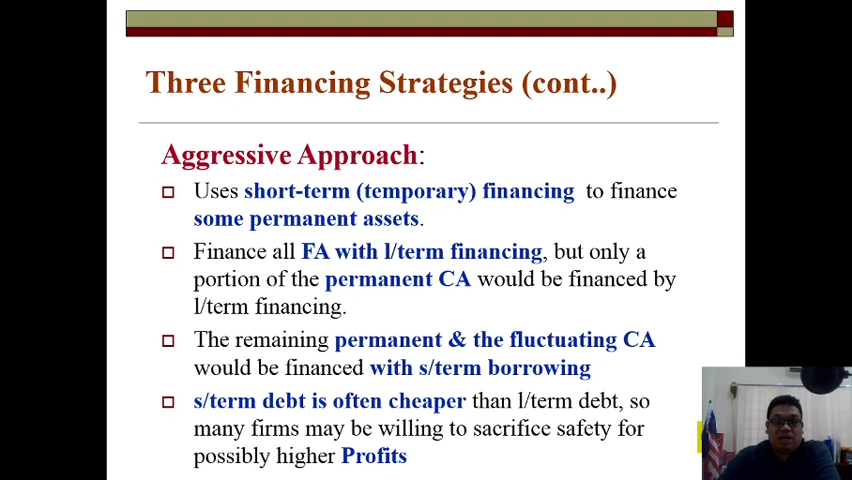 Three Financing Strategies (cont..)
Aggressive Approach:
Uses short-term (temporary) financing to finance
some permanent assets.
Finance all FA with l/term financing, but only a
portion of the permanent CA would be financed by
l/term financing.
The remaining permanent & the fluctuating CA
would be financed with s/term borrowing
s/term debt is often cheaper than l/term debt, so
many firms may be willing to sacrifice safety for
possibly higher Profits